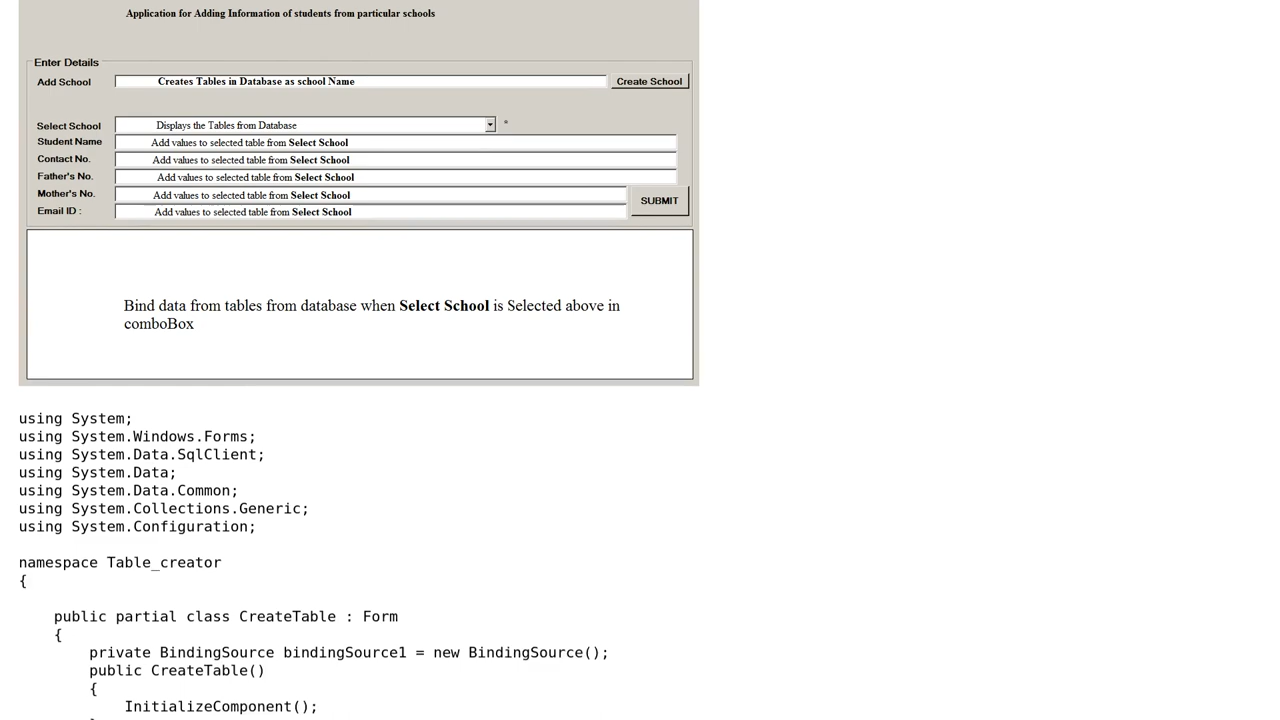 Application for Adding Information of students from particular schools
Enter Details
Add School Creates Tables in Database as school Name Create School
Select School Displays the Tables from Database *
Student Name Add values to selected table from Select School
Contact No. Add values to selected table from Select School
Father's No. Add values to selected table from Select School
Mother's No. Add values to selected table from Select School
SUBMIT
Email ID : Add values to selected table from Select School
Bind data from tables from database when Select School is Selected above in
comboBox
using System;
using System.Windows.Forms;
using System.Data.SqlClient;
using System.Data;
using System.Data.Common;
using System.Collections.Generic;
using System.Configuration;
namespace Table_creator
{
public partial class CreateTable : Form
{
private BindingSource bindingSource1 = new BindingSource();
public CreateTable()
{
InitializeComponent();